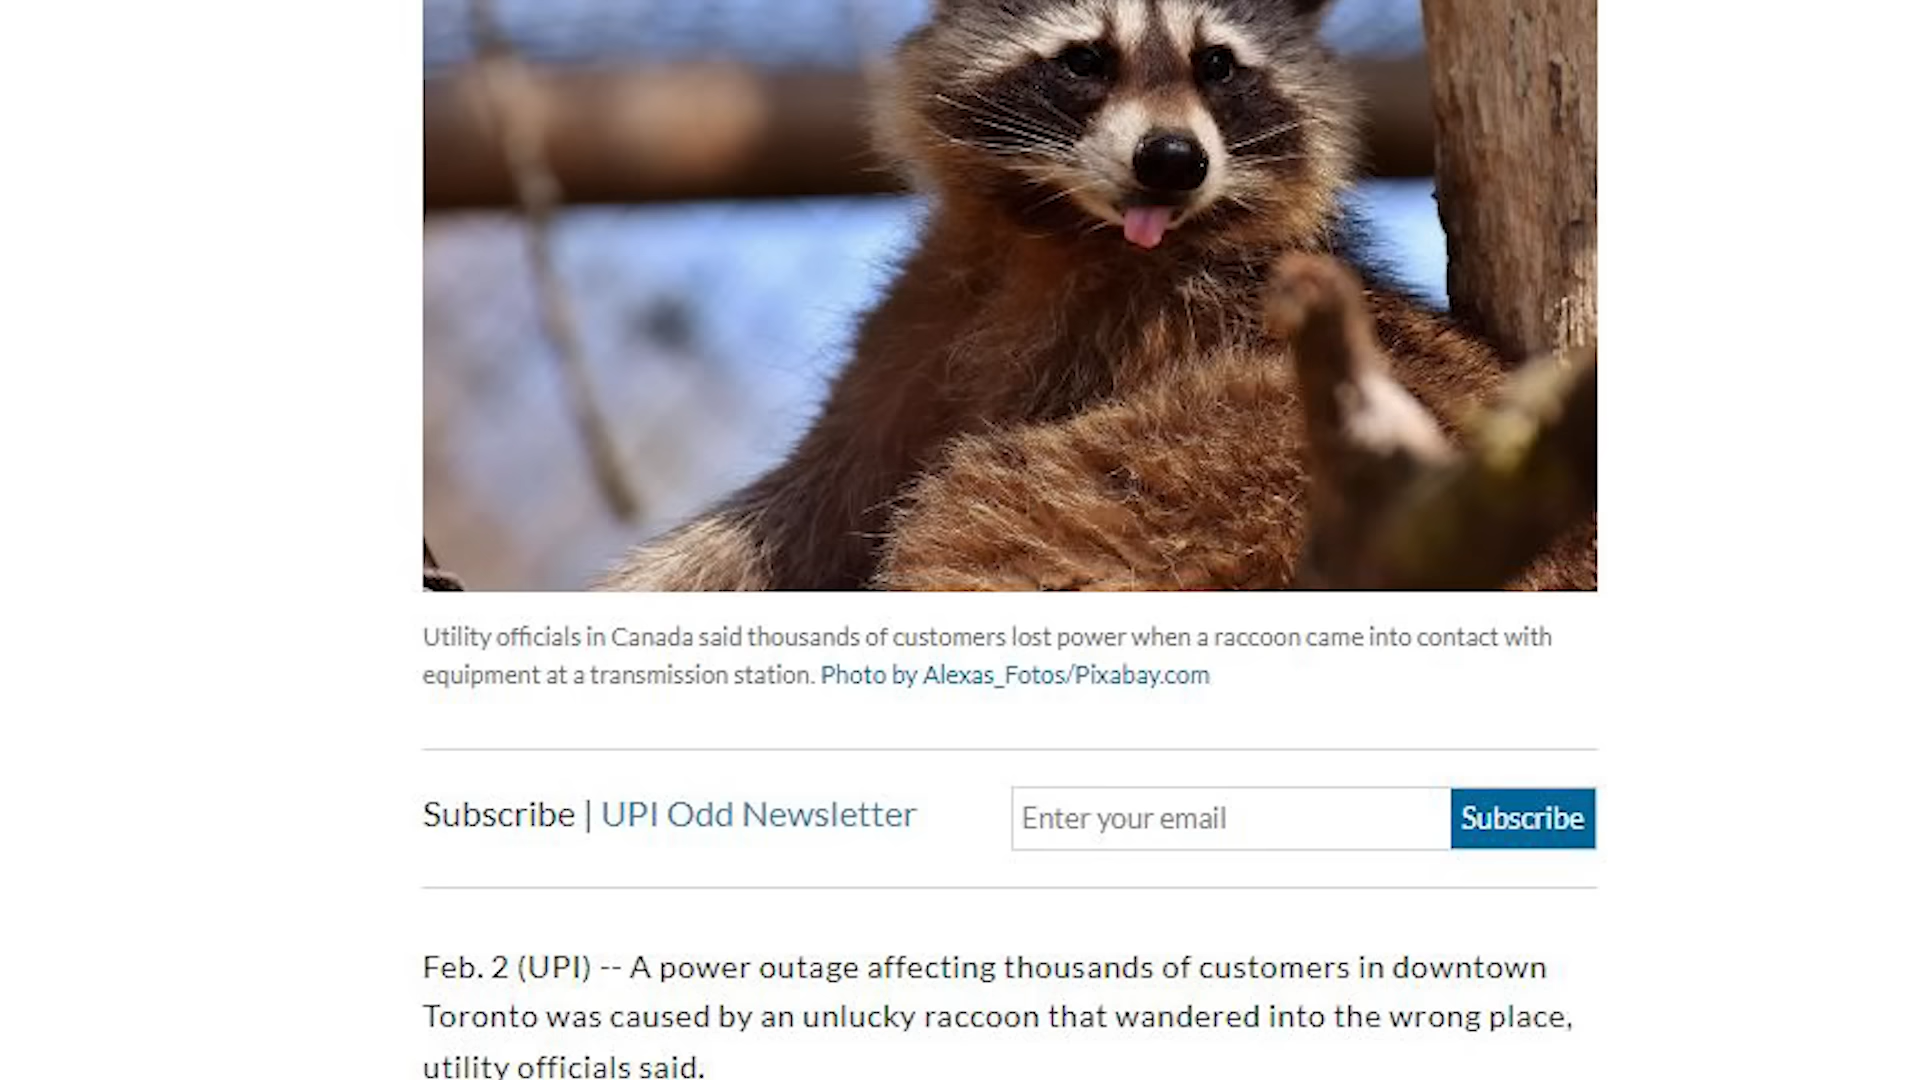 Utility officials in Canada said thousands of customers lost power when a raccoon came into contact with
equipment at a transmission station. Photo by Alexas_Fotos/Pixabay.com
Subscribe | UPI Odd Newsletter
Enter your email
Subscribe
Feb. 2 (UPI) -- A power outage affecting thousands of customers in downtown
Toronto was caused by an unlucky raccoon that wandered into the wrong place,
utility officials said.